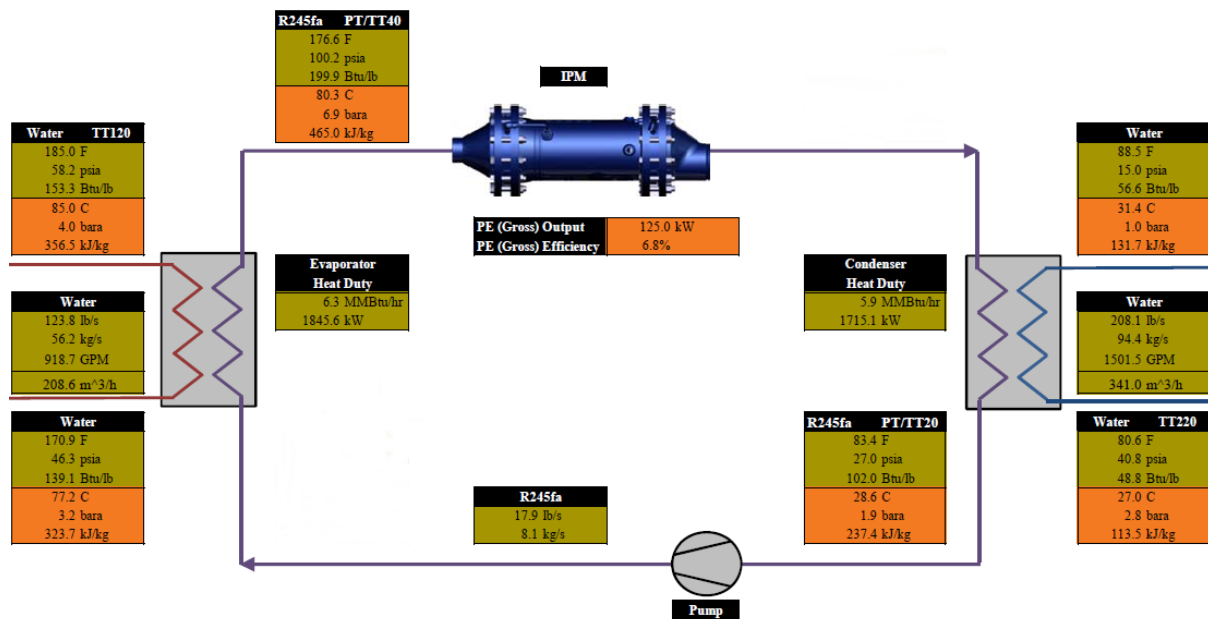 R245fa PT/TT40
176.6 F
100.2 psia
199.9 Btu/lb
80.3 C
6.9 bara
465.0 kJ/kg
IPM
Water TT120
185.0 F
58.2 psia
153.3 Btu/lb
85.0 C
4.0 bara
356.5 kJ/kg
Water
88.5 F
15.0 psia
56.6 Btu/lb
31.4 C
1.0 bara
131.7 kJ/kg
PE (Gross) Output 125.0 kW
PE (Gross) Efficiency 6.8%
Evaporator
Heat Duty
6.3 MMBtu/hr
1845.6 kW
Condenser
Heat Duty
5.9 MMBtu/hr
1715.1 kW
Water
123.8 lb/s
56.2 kg/s
918.7 GPM
208.6 m^3/h
Water
208.1 lb/s
94.4 kg/s
1501.5 GPM
341.0 m^3/h
Water
170.9 F
46.3 psia
139.1 Btu/lb
77.2 C
3.2 bara
323.7 kJ/kg
R245fa PT/TT20
83.4 F
27.0 psia
102.0 Btu/lb
28.6 C
1.9 bara
237.4 kJ/kg
Water TT220
80.6 F
40.8 psia
48.8 Btu/lb
27.0 C
2.8 bara
113.5 kJ/kg
R245fa
17.9 lb/s
8.1 kg/s
Pump